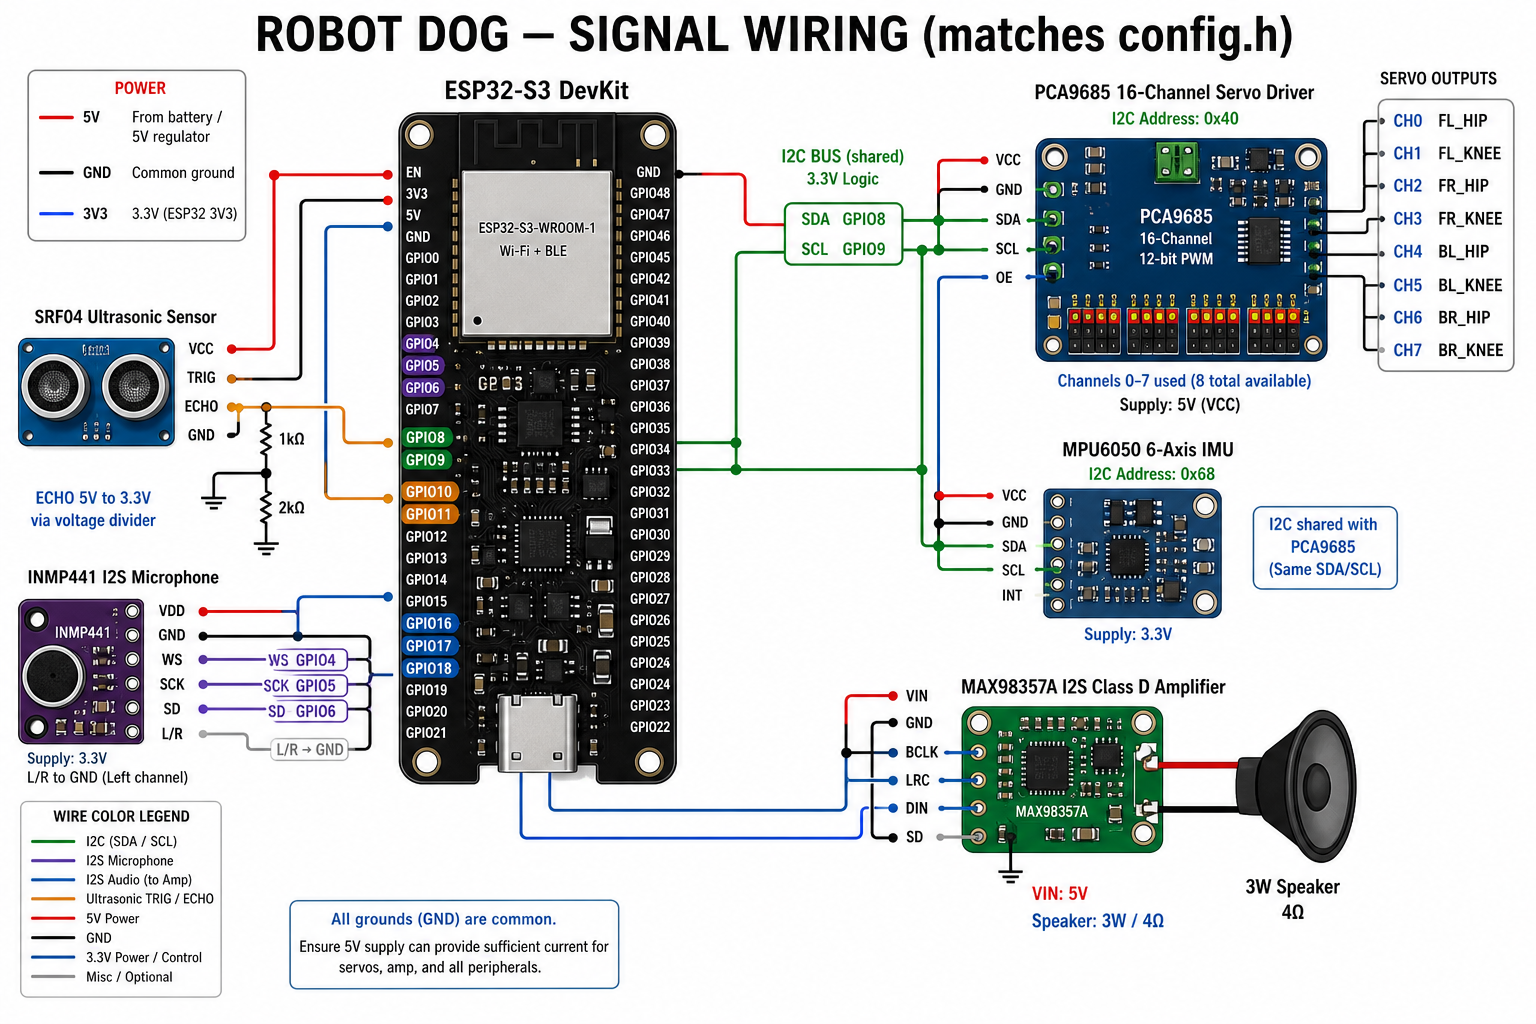 ROBOT DOG — SIGNAL WIRING (matches config.h)
POWER
5V From battery /
5V regulator
GND Common ground
3V3 3.3V (ESP32 3V3)
ESP32-S3 DevKit
EN
3V3
5V
GND
GPIO0
GPIO1
GPIO2
GPIO3
GPIO4
GPIO5
GPIO6
GPIO7
GPIO8
GPIO9
GPIO10
GPIO11
GPIO12
GPIO13
GPIO14
GPIO15
GPIO16
GPIO17
GPIO18
GPIO19
GPIO20
GPIO21
ESP32-S3-WROOM-1
Wi-Fi + BLE
GND
GPIO48
GPIO47
GPIO46
GPIO45
GPIO42
GPIO41
GPIO40
GPIO39
GPIO38
GPIO37
GPIO36
GPIO35
GPIO34
GPIO33
GPIO32
GPIO31
GPIO30
GPIO29
GPIO28
GPIO27
GPIO26
GPIO25
GPIO24
GPIO24
GPIO23
GPIO22
SRF04 Ultrasonic Sensor
VCC
TRIG
ECHO
GND
1kΩ
2kΩ
ECHO 5V to 3.3V
via voltage divider
INMP441 I2S Microphone
INMP441
VDD
GND
WS
SCK
SD
L/R
WS GPIO4
SCK GPIO5
SD GPIO6
L/R → GND
Supply: 3.3V
L/R to GND (Left channel)
WIRE COLOR LEGEND
I2C (SDA / SCL)
I2S Microphone
I2S Audio (to Amp)
Ultrasonic TRIG / ECHO
5V Power
GND
3.3V Power / Control
Misc / Optional
All grounds (GND) are common.
Ensure 5V supply can provide sufficient current for
servos, amp, and all peripherals.
I2C BUS (shared)
3.3V Logic
SDA GPIO8
SCL GPIO9
PCA9685 16-Channel Servo Driver
I2C Address: 0x40
VCC
GND
SDA
SCL
OE
PCA9685
16-Channel
12-bit PWM
Channels 0–7 used (8 total available)
Supply: 5V (VCC)
SERVO OUTPUTS
CH0 FL_HIP
CH1 FL_KNEE
CH2 FR_HIP
CH3 FR_KNEE
CH4 BL_HIP
CH5 BL_KNEE
CH6 BR_HIP
CH7 BR_KNEE
MPU6050 6-Axis IMU
I2C Address: 0x68
VCC
GND
SDA
SCL
INT
Supply: 3.3V
I2C shared with
PCA9685
(Same SDA/SCL)
MAX98357A I2S Class D Amplifier
VIN
GND
BCLK
LRC
DIN
SD
MAX98357A
VIN: 5V
Speaker: 3W / 4Ω
3W Speaker
4Ω